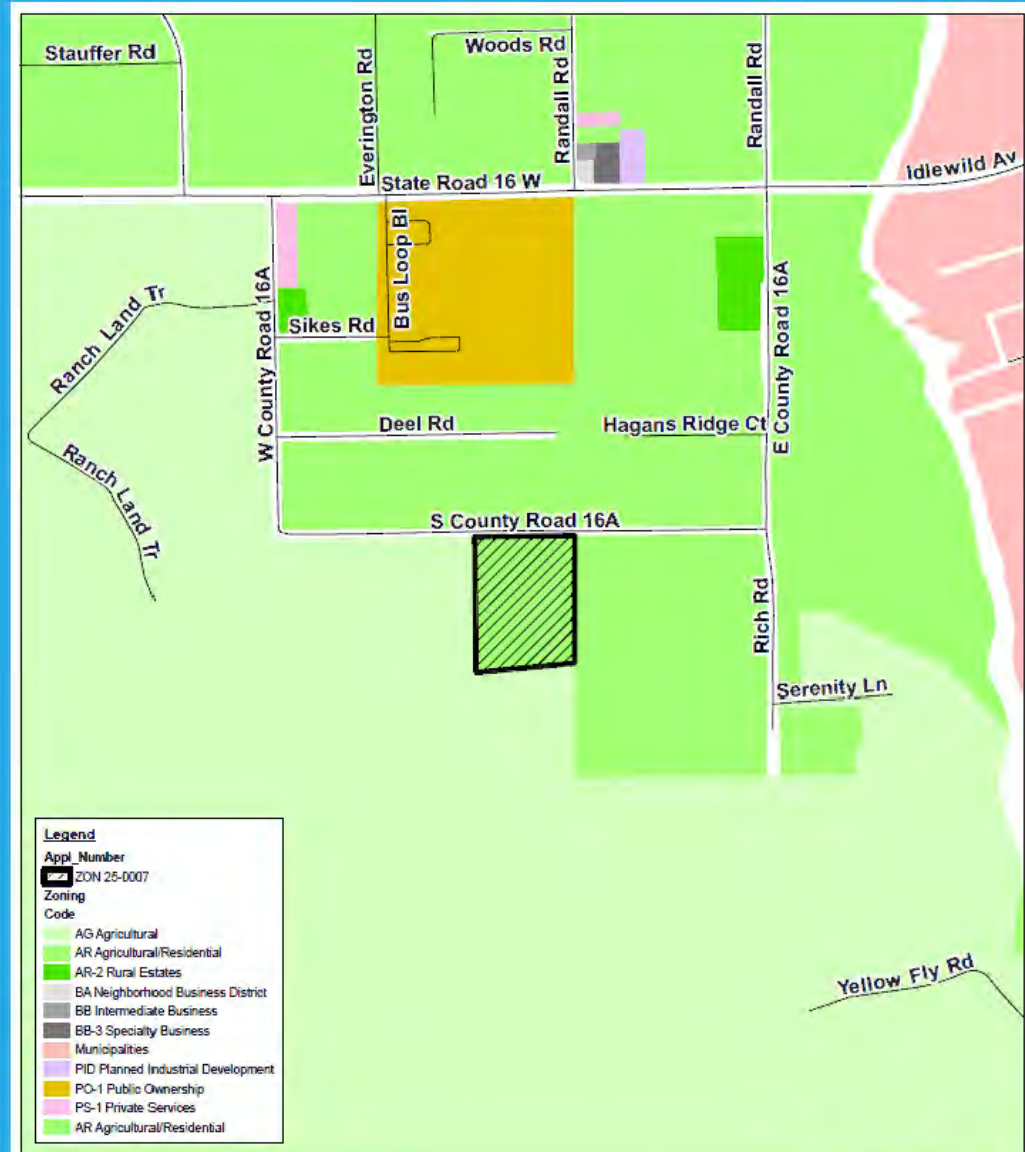 Stauffer Rd
Woods Rd
Everington Rd
Randall Rd
Randall Rd
Idlewild Av
State Road 16 W
Bus Loop Bl
W County Road 16A
E County Road 16A
Ranch Land Tr
Sikes Rd
Deel Rd
Hagans Ridge Ct
Ranch Land Tr
S County Road 16A
Rich Rd
Serenity Ln
Yellow Fly Rd
Legend
Appl_Number
ZON 25-0007
Zoning
Code
AG Agricultural
AR Agricultural/Residential
AR-2 Rural Estates
BA Neighborhood Business District
BB Intermediate Business
BB-3 Specialty Business
Municipalities
PID Planned Industrial Development
PO-1 Public Ownership
PS-1 Private Services
AR Agricultural/Residential